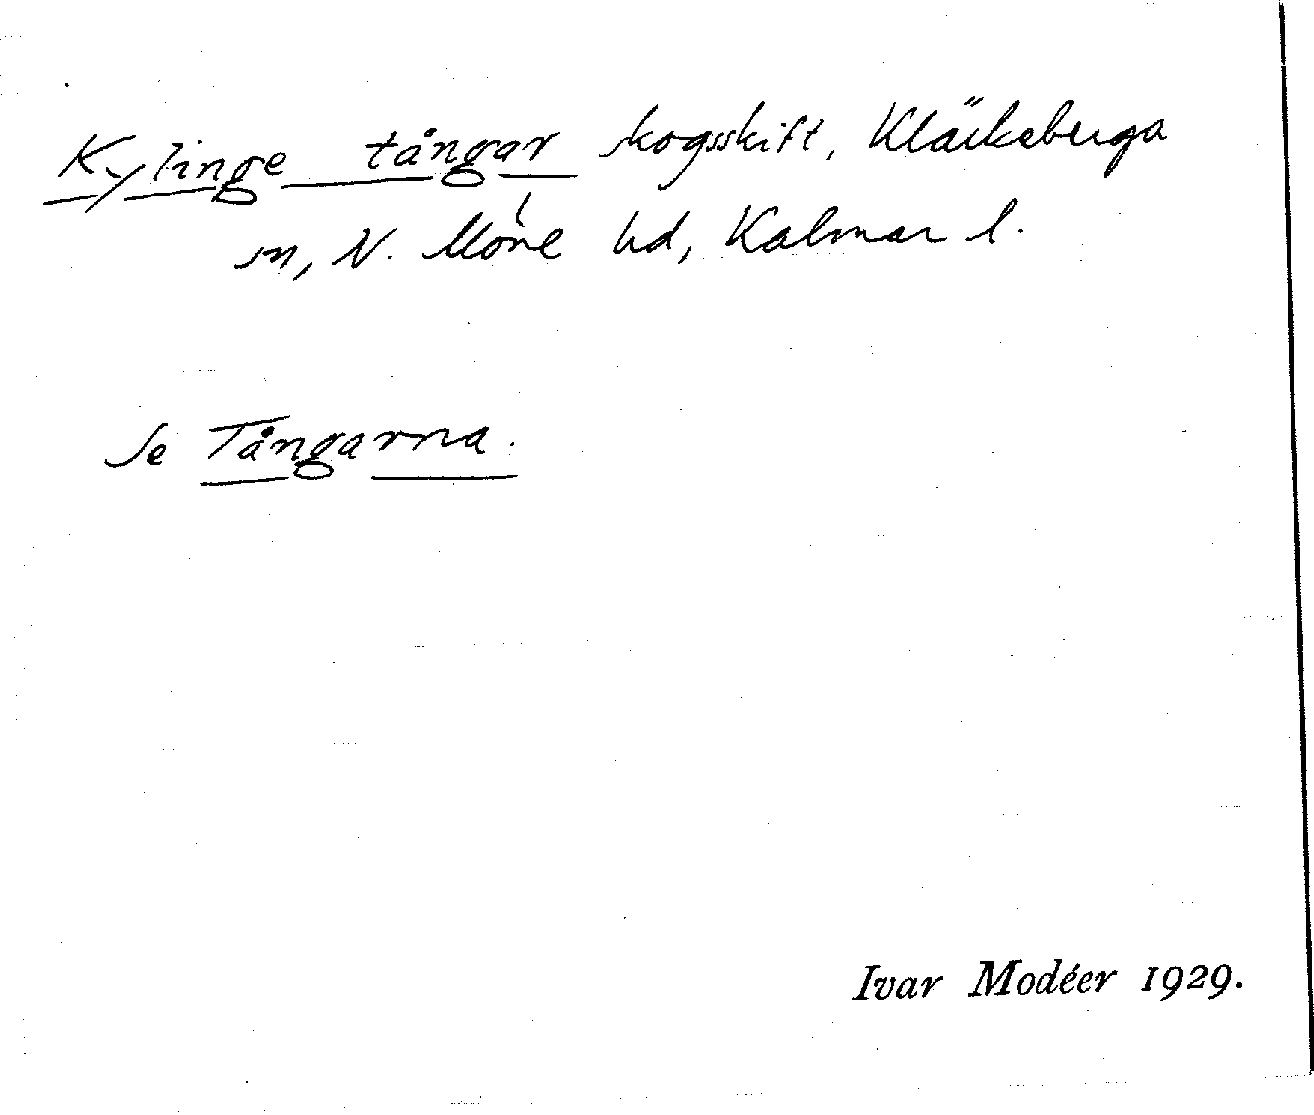 Kylinge tångar skogsskift, Kläckeberga
sn, N. Möre hd, Kalmar l.
Se Tångarna.
Ivar Modéer 1929.